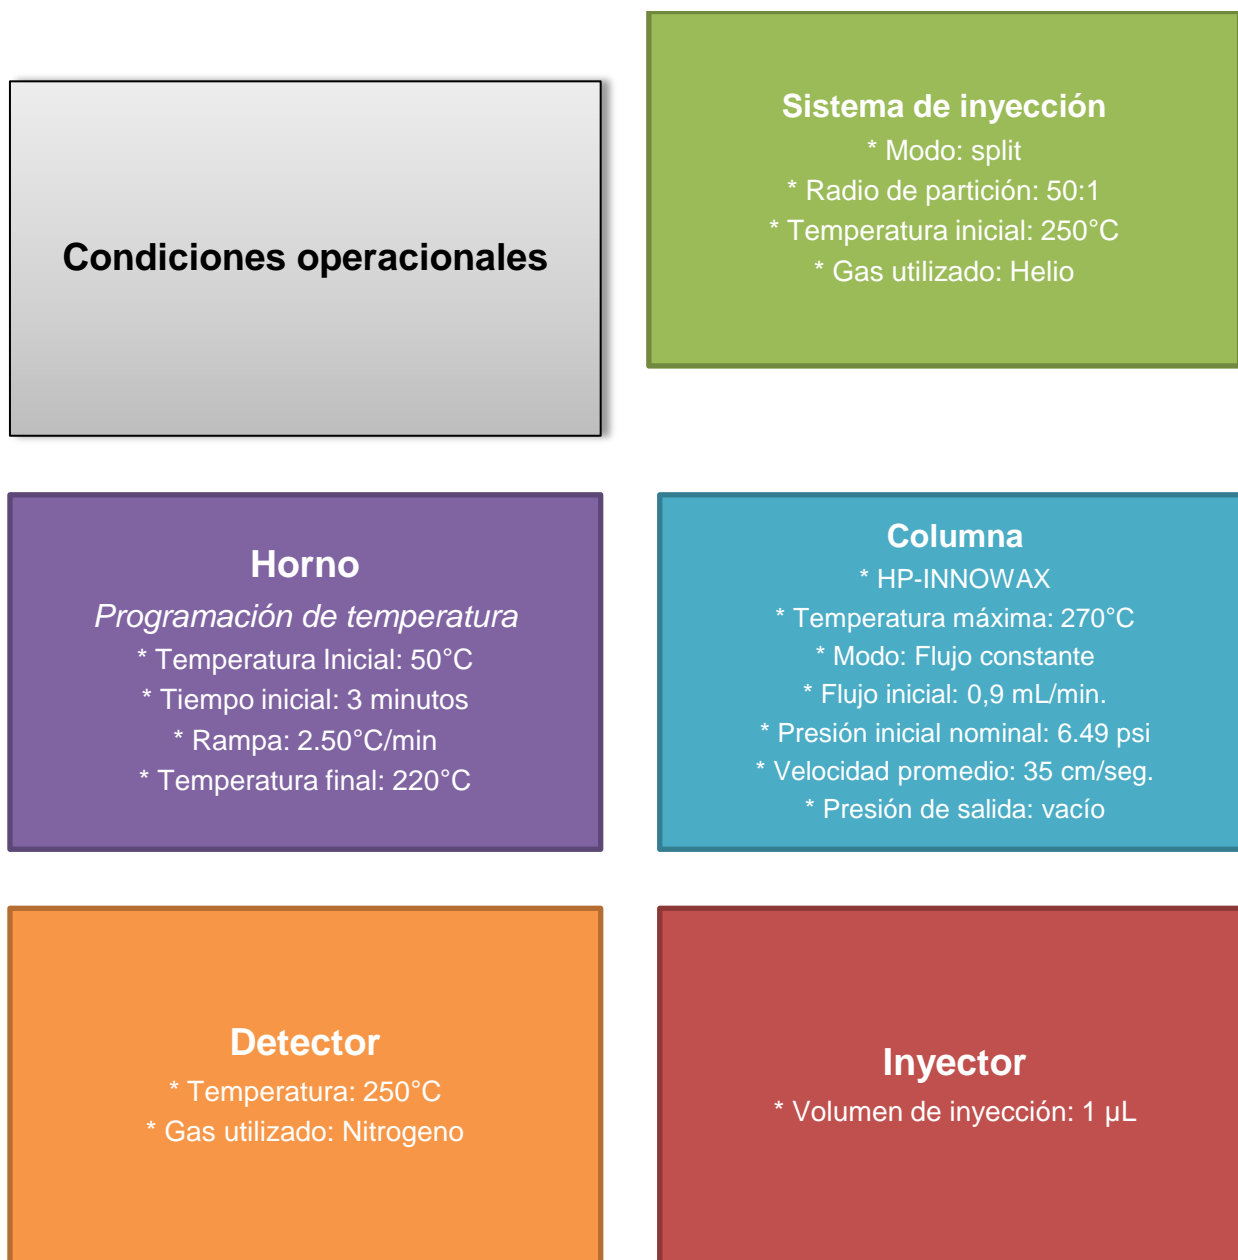 Condiciones operacionales
Sistema de inyección
* Modo: split
* Radio de partición: 50:1
* Temperatura inicial: 250°C
* Gas utilizado: Helio
Horno
Programación de temperatura
* Temperatura Inicial: 50°C
* Tiempo inicial: 3 minutos
* Rampa: 2.50°C/min
* Temperatura final: 220°C
Columna
* HP-INNOWAX
* Temperatura máxima: 270°C
* Modo: Flujo constante
* Flujo inicial: 0,9 mL/min.
* Presión inicial nominal: 6.49 psi
* Velocidad promedio: 35 cm/seg.
* Presión de salida: vacío
Detector
* Temperatura: 250°C
* Gas utilizado: Nitrogeno
Inyector
* Volumen de inyección: 1 µL